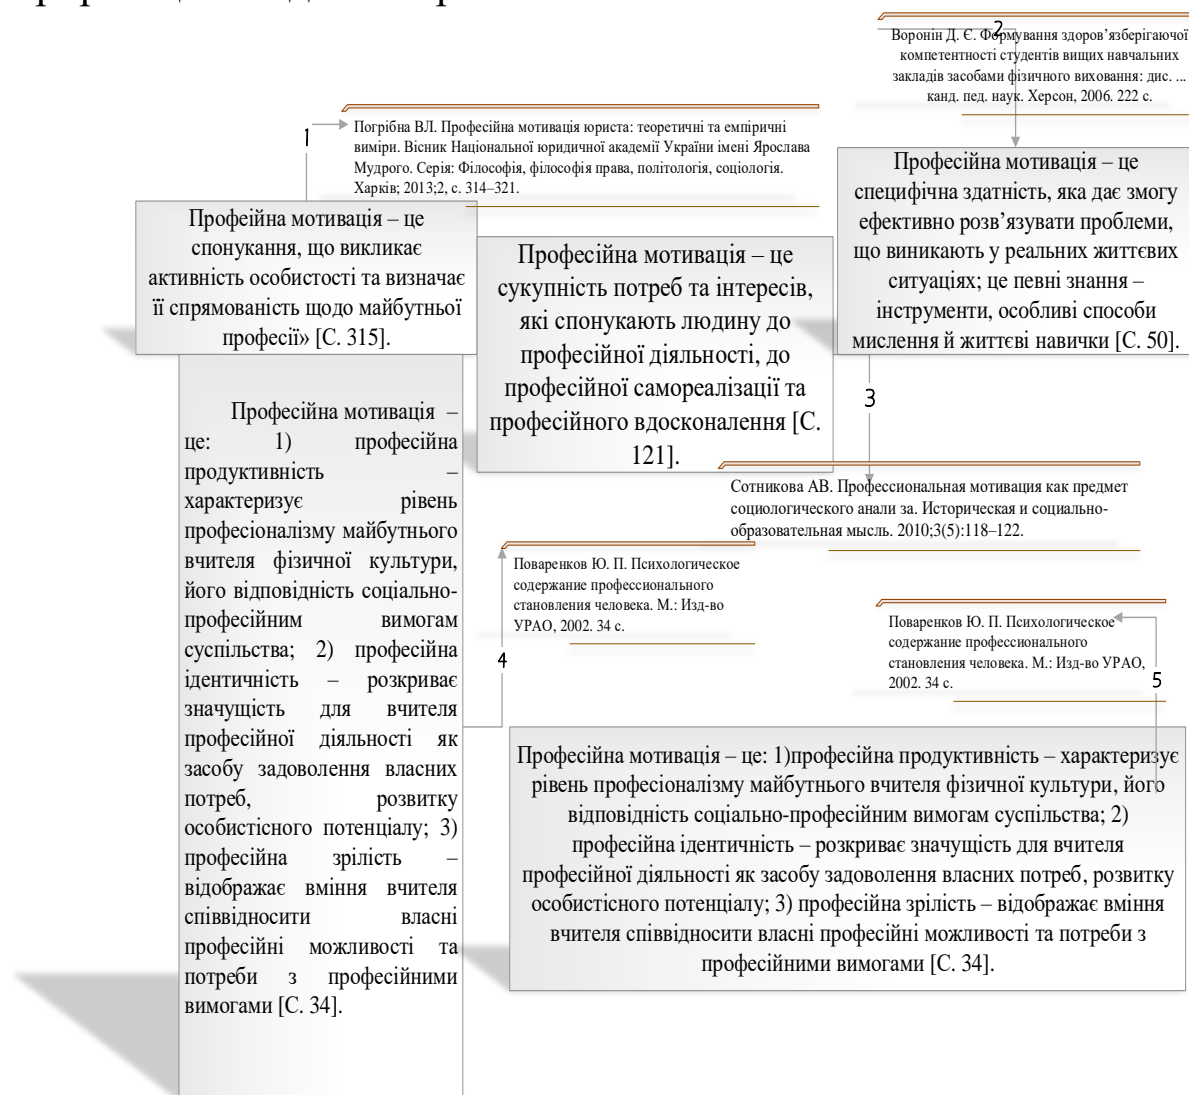 2
Воронін Д. Є. Формування здоров’язберігаючої
компетентності студентів вищих навчальних
закладів засобами фізичного виховання: дис. ...
канд. пед. наук. Херсон, 2006. 222 с.
1
Погрібна ВЛ. Професійна мотивація юриста: теоретичні та емпіричні
виміри. Вісник Національної юридичної академії України імені Ярослава
Мудрого. Серія: Філософія, філософія права, політологія, соціологія.
Харків; 2013;2, с. 314–321.
Професійна мотивація – це
специфічна здатність, яка дає змогу
ефективно розв’язувати проблеми,
що виникають у реальних життєвих
ситуаціях; це певні знання –
інструменти, особливі способи
мислення й життєві навички [С. 50].
Профейійна мотивація – це
спонукання, що викликає
активність особистості та визначає
її спрямованість щодо майбутньої
професії» [С. 315].
Професійна мотивація – це
сукупність потреб та інтересів,
які спонукають людину до
професійної діяльності, до
професійної самореалізації та
професійного вдосконалення [С.
121].
3
Сотникова АВ. Профессиональная мотивация как предмет
социологического анали за. Историческая и социально-
образовательная мысль. 2010;3(5):118–122.
Професійна мотивація –
це: 1) професійна
продуктивність –
характеризує рівень
професіоналізму майбутнього
вчителя фізичної культури,
його відповідність соціально-
професійним вимогам
суспільства; 2) професійна
ідентичність – розкриває
значущість для вчителя
професійної діяльності як
засобу задоволення власних
потреб, розвитку
особистісного потенціалу; 3)
професійна зрілість –
відображає вміння вчителя
співвідносити власні
професійні можливості та
потреби з професійними
вимогами [С. 34].
4
Поваренков Ю. П. Психологическое
содержание профессионального
становления человека. М.: Изд-во
УРАО, 2002. 34 с.
5
Поваренков Ю. П. Психологическое
содержание профессионального
становления человека. М.: Изд-во УРАО,
2002. 34 с.
Професійна мотивація – це: 1)професійна продуктивність – характеризує
рівень професіоналізму майбутнього вчителя фізичної культури, його
відповідність соціально-професійним вимогам суспільства; 2)
професійна ідентичність – розкриває значущість для вчителя
професійної діяльності як засобу задоволення власних потреб, розвитку
особистісного потенціалу; 3) професійна зрілість – відображає вміння
вчителя співвідносити власні професійні можливості та потреби з
професійними вимогами [С. 34].